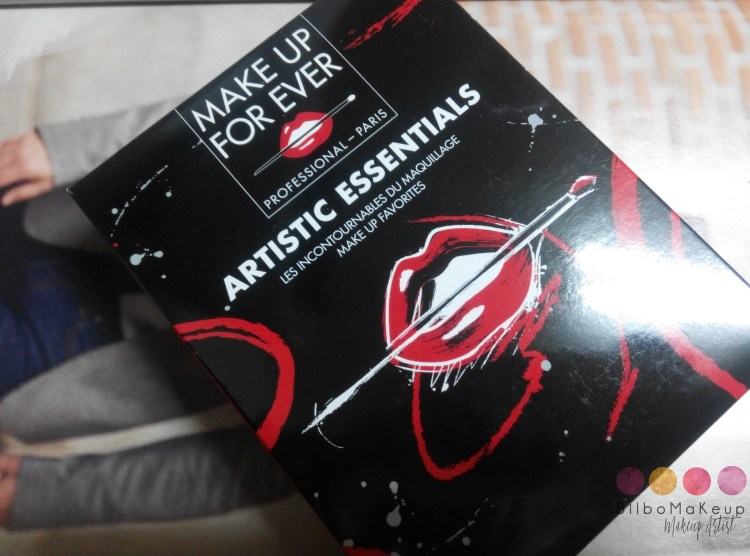 MAKE UP
FOR EVER
PROFESSIONAL – PARIS
ARTISTIC ESSENTIALS
LES INCONTOURNABLES DU MAQUILLAGE
MAKE UP FAVORITES
BilboMaKeup
Makeup Artist